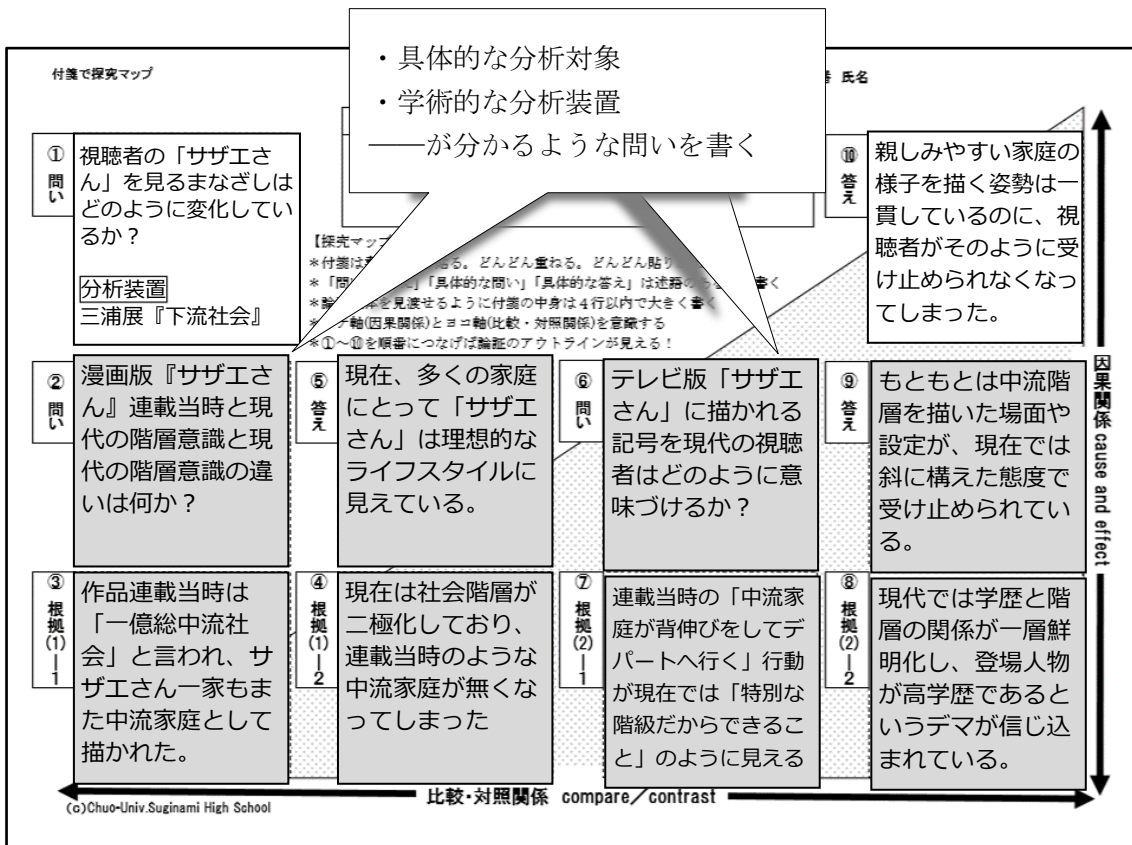 付箋で探究マップ
・具体的な分析対象
・学術的な分析装置
――が分かるような問いを書く
氏名
①
問い
視聴者の「サザエさ
ん」を見るまなざしは
どのように変化してい
るか？
分析装置
三浦展『下流社会』
【探究マップ
＊付箋は
る。どんどん重ねる。どんどん貼り
＊「問い
「具体的な問い」「具体的な答え」は述語
書く
＊論
を見渡せるように付箋の中身は４行以内で大きく書く
軸(因果関係)とヨコ軸(比較・対照関係)を意識する
＊①～⑩を順番につなげば論証のアウトラインが見える！
⑩
答え
親しみやすい家庭の
様子を描く姿勢は一
貫しているのに、視
聴者がそのように受
け止められなくなっ
てしまった。
②
問い
漫画版『サザエさ
ん』連載当時と現
代の階層意識と現
代の階層意識の違
いは何か？
⑤
答え
現在、多くの家庭
にとって「サザエ
さん」は理想的な
ライフスタイルに
見えている。
⑥
問い
テレビ版「サザエ
さん」に描かれる
記号を現代の視聴
者はどのように意
味づけるか？
⑨
答え
もともとは中流階
層を描いた場面や
設定が、現在では
斜に構えた態度で
受け止められてい
る。
③
根拠(1)―1
作品連載当時は
「一億総中流社
会」と言われ、サ
ザエさん一家もま
た中流家庭として
描かれた。
④
根拠(1)―2
現在は社会階層が
二極化しており、
連載当時のような
中流家庭が無くな
ってしまった
⑦
根拠(2)―1
連載当時の「中流家
庭が背伸びをしてデ
パートへ行く」行動
が現在では「特別な
階級だからできるこ
と」のように見える
⑧
根拠(2)―2
現代では学歴と階
層の関係が一層鮮
明化し、登場人物
が高学歴であると
いうデマが信じ込
まれている。
因果関係 cause and effect
比較・対照関係 compare／contrast
(c)Chuo-Univ.Suginami High School